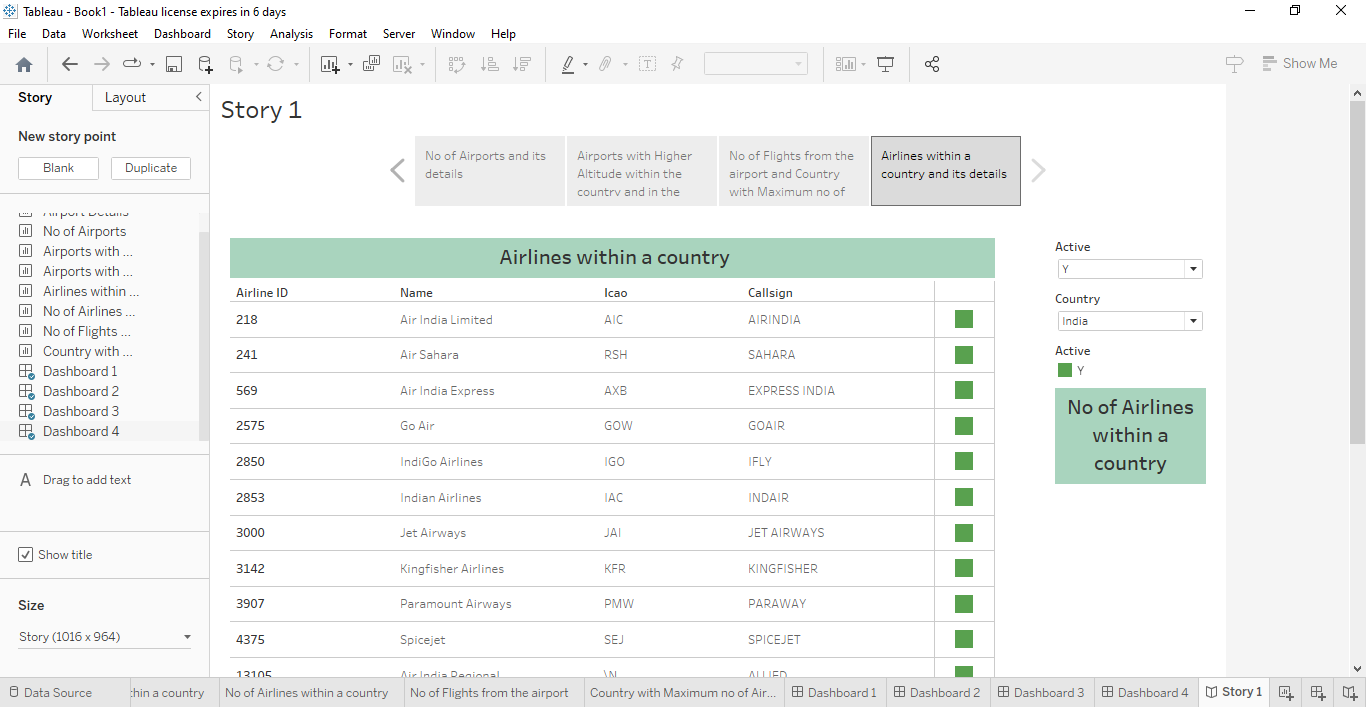 Tableau - Book1 - Tableau license expires in 6 days
File Data Worksheet Dashboard Story Analysis Format Server Window Help
Show Me
Story Layout
New story point
Blank Duplicate
Airport Details
No of Airports
Airports with ...
Airports with ...
Airlines within ...
No of Airlines ...
No of Flights ...
Country with ...
Dashboard 1
Dashboard 2
Dashboard 3
Dashboard 4
A Drag to add text
Show title
Size
Story (1016 x 964)
Story 1
No of Airports and its
details
Airports with Higher
Altitude within the
country and in the
No of Flights from the
airport and Country
with Maximum no of
Airlines within a
country and its details
Airlines within a country
Airline ID Name Icao Callsign
218 Air India Limited AIC AIRINDIA
241 Air Sahara RSH SAHARA
569 Air India Express AXB EXPRESS INDIA
2575 Go Air GOW GOAIR
2850 IndiGo Airlines IGO IFLY
2853 Indian Airlines IAC INDAIR
3000 Jet Airways JAI JET AIRWAYS
3142 Kingfisher Airlines KFR KINGFISHER
3907 Paramount Airways PMW PARAWAY
4375 Spicejet SEJ SPICEJET
13105 Air India Regional \N ALLIED
Active
Y
Country
India
Active
Y
No of Airlines
within a
country
Data Source thin a country No of Airlines within a country No of Flights from the airport Country with Maximum no of Air... Dashboard 1 Dashboard 2 Dashboard 3 Dashboard 4 Story 1